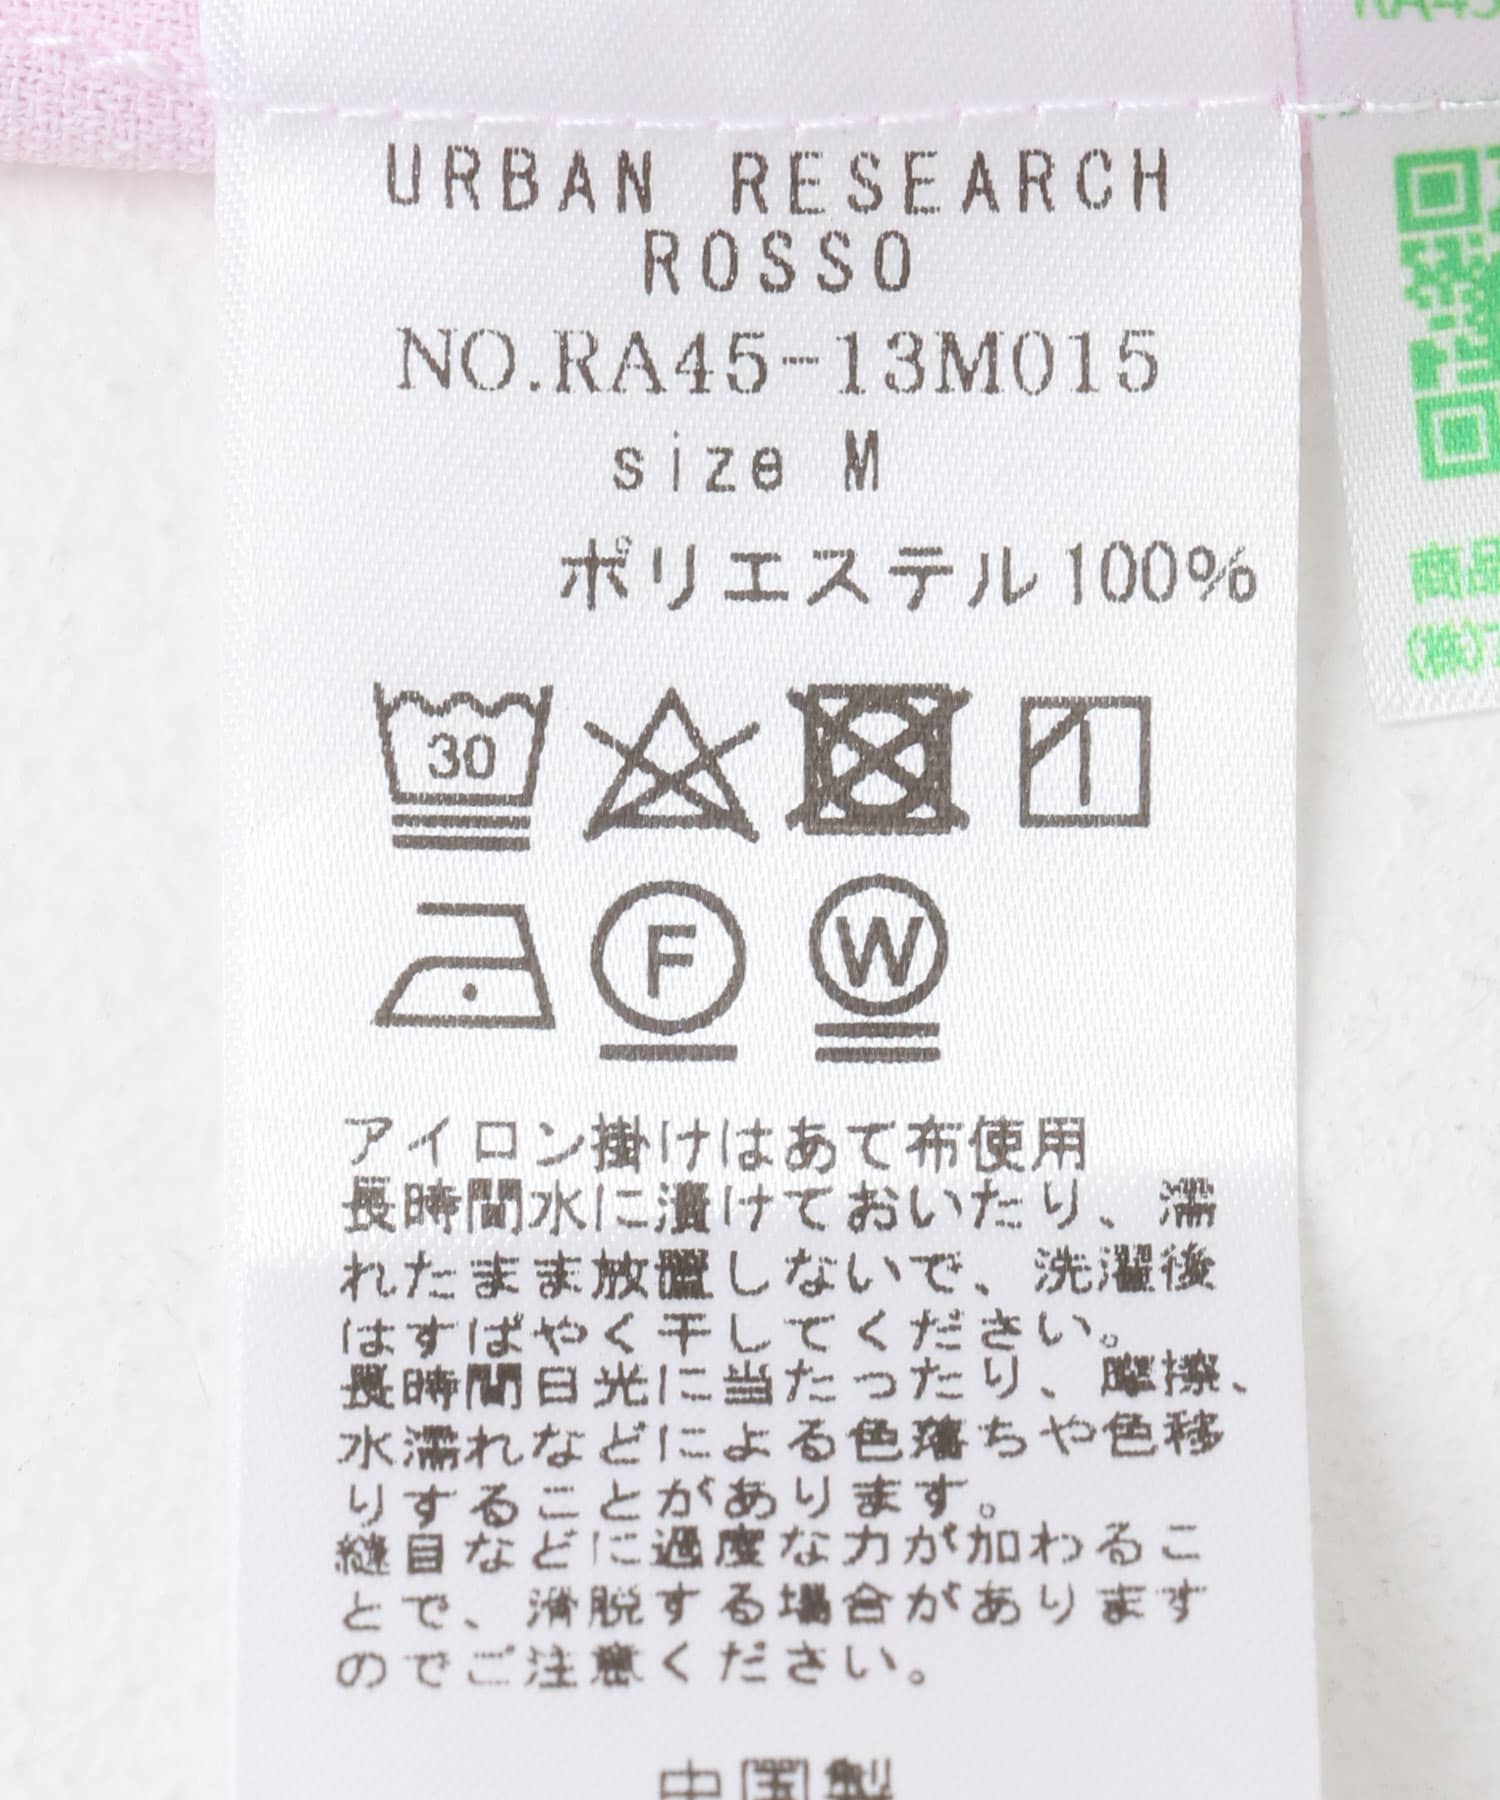 URBAN RESEARCH
ROSSO
NO.RA45-13M015
size M
ポリエステル100%
30
F
W
アイロン掛けはあて布使用
長時間水に漬けておいたり、濡
れたまま放置しないで、洗濯後
はすばやく干してください。
長時間日光に当たったり、摩擦、
水濡れなどによる色落ちや色移
りすることがあります。
縫目などに過度な力が加わるこ
とで、滑脱する場合があります
のでご注意ください。
中国製
RA45
商品
(株)